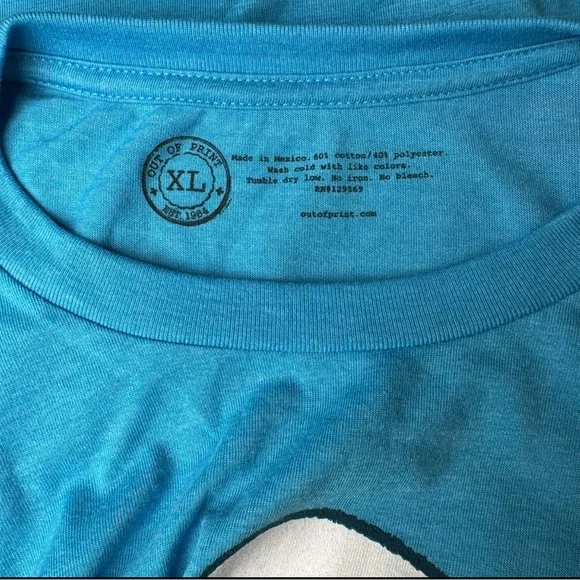 OUT OF PRINT
XL
EST. 1984
Made in Mexico. 60% cotton/40% polyester.
Wash cold with like colors.
Tumble dry low. No iron. No bleach.
RN#129869
outofprint.com